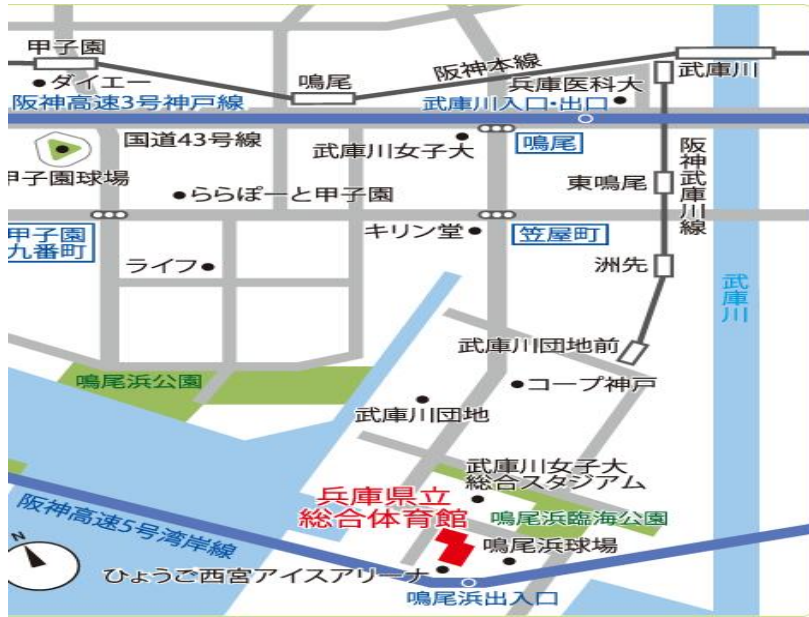 甲子園
ダイエー
鳴尾
阪神本線
武庫川
兵庫医科大
阪神高速3号神戸線
武庫川入口・出口
国道43号線
武庫川女子大
鳴尾
阪神武庫川線
甲子園球場
ららぽーと甲子園
東鳴尾
甲子園
九番町
キリン堂
笠屋町
ライフ
洲先
武庫川
武庫川団地前
鳴尾浜公園
コープ神戸
武庫川団地
武庫川女子大
総合スタジアム
兵庫県立
総合体育館
鳴尾浜臨海公園
阪神高速5号湾岸線
鳴尾浜球場
N
ひょうご西宮アイスアリーナ
鳴尾浜出入口